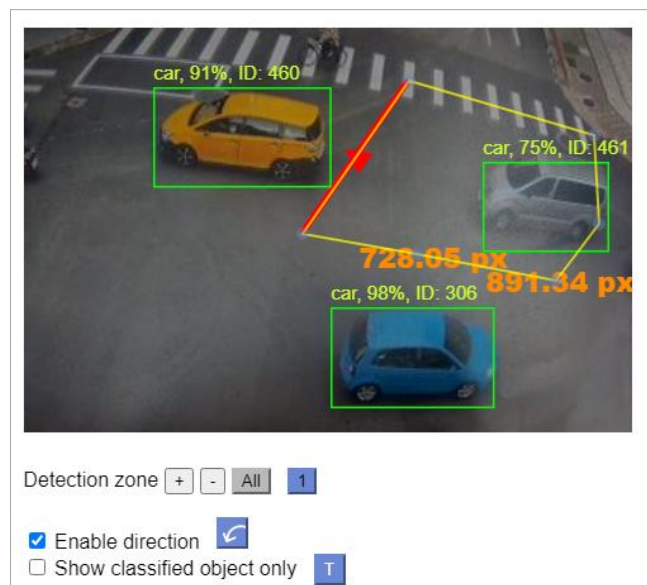 car, 91%, ID: 460
car, 75%, ID: 461
728.05 px
891.34 px
car, 98%, ID: 306
Detection zone + - All 1
Enable direction
Show classified object only T